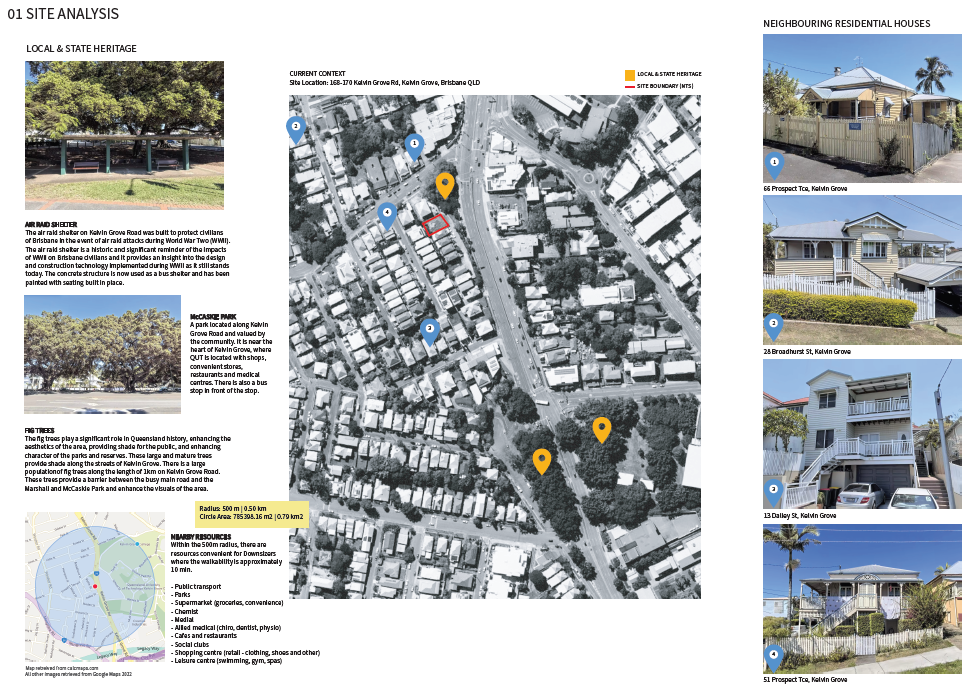 01 SITE ANALYSIS
LOCAL & STATE HERITAGE
AIR RAID SHELTER
The air raid shelter on Kelvin Grove Road was built to protect civilians
of Brisbane in the event of air raid attacks during World War Two (WWII).
The air raid shelter is a historic and significant reminder of the impacts
of WWII on Brisbane civilians and it provides an insight into the design
and construction technology implemented during WWII as it still stands
today. The concrete structure is now used as a bus shelter and has been
painted with seating built in place.
McCASKIE PARK
A park located along Kelvin
Grove Road and valued by
the community. It is near the
heart of Kelvin Grove, where
QUT is located with shops,
convenient stores,
restaurants and medical
centres. There is also a bus
stop in front of the stop.
FIG TREES
The fig trees play a significant role in Queensland history, enhancing the
aesthetics of the area, providing shade for the public, and enhancing
character of the parks and reserves. These large and mature trees
provide shade along the streets of Kelvin Grove. There is a large
population of fig trees along the length of 1km on Kelvin Grove Road.
These trees provide a barrier between the busy main road and the
Marshall and McCaskie Park and enhance the visuals of the area.
Radius: 500 m | 0.50 km
Circle Area: 785398.16 m2 | 0.79 km2
NEARBY RESOURCES
Within the 500m radius, there are
resources convenient for Downsizers
where the walkability is approximately
10 min.
- Public transport
- Parks
- Supermarket (groceries, convenience)
- Chemist
- Medial
- Allied medical (chiro, dentist, physio)
- Cafes and restaurants
- Social clubs
- Shopping centre (retail - clothing, shoes and other)
- Leisure centre (swimming, gym, spas)
Legacy Way
Map retreived from calcmaps.com
All other images retrieved from Google Maps 2022
CURRENT CONTEXT
Site Location: 168-170 Kelvin Grove Rd, Kelvin Grove, Brisbane QLD
LOCAL & STATE HERITAGE
SITE BOUNDARY (NTS)
2
1
4
3
NEIGHBOURING RESIDENTIAL HOUSES
1
66 Prospect Tce, Kelvin Grove
2
28 Broadhurst St, Kelvin Grove
3
13 Dalley St, Kelvin Grove
4
51 Prospect Tce, Kelvin Grove